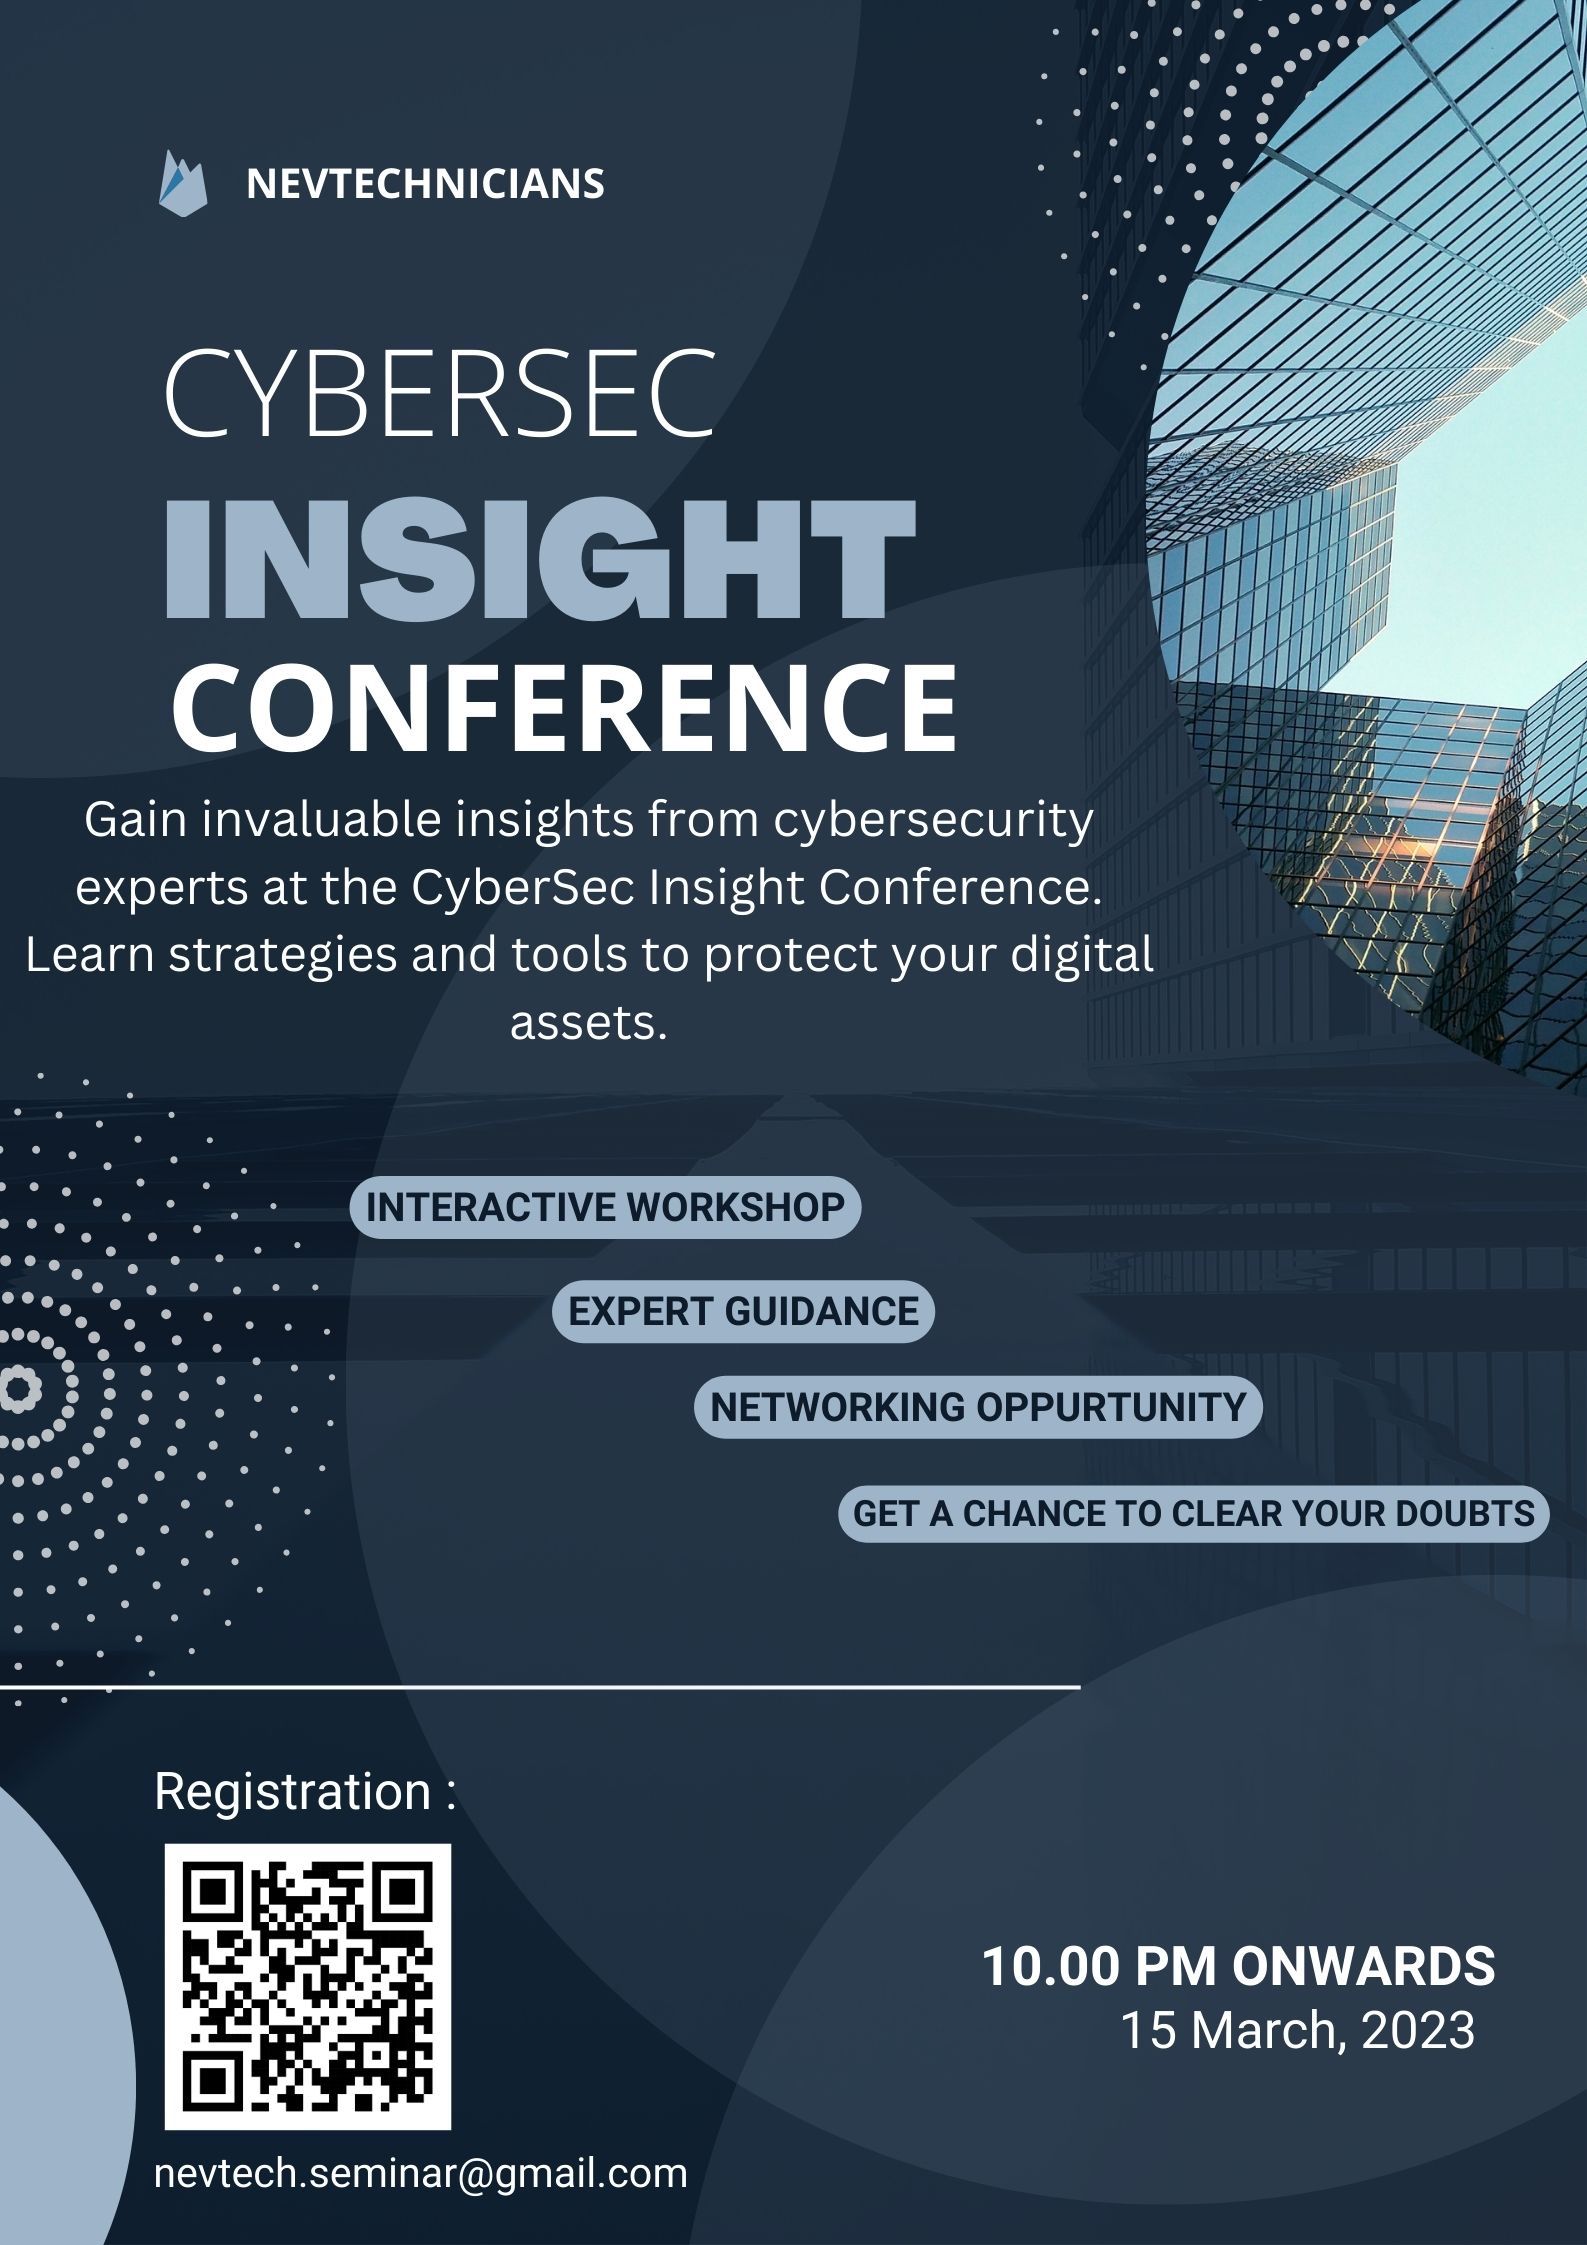 NEVTECHNICIANS
CYBERSEC
INSIGHT
CONFERENCE
Gain invaluable insights from cybersecurity
experts at the CyberSec Insight Conference.
Learn strategies and tools to protect your digital
assets.
INTERACTIVE WORKSHOP
EXPERT GUIDANCE
NETWORKING OPPURTUNITY
GET A CHANCE TO CLEAR YOUR DOUBTS
Registration :
10.00 PM ONWARDS
15 March, 2023
nevtech.seminar@gmail.com